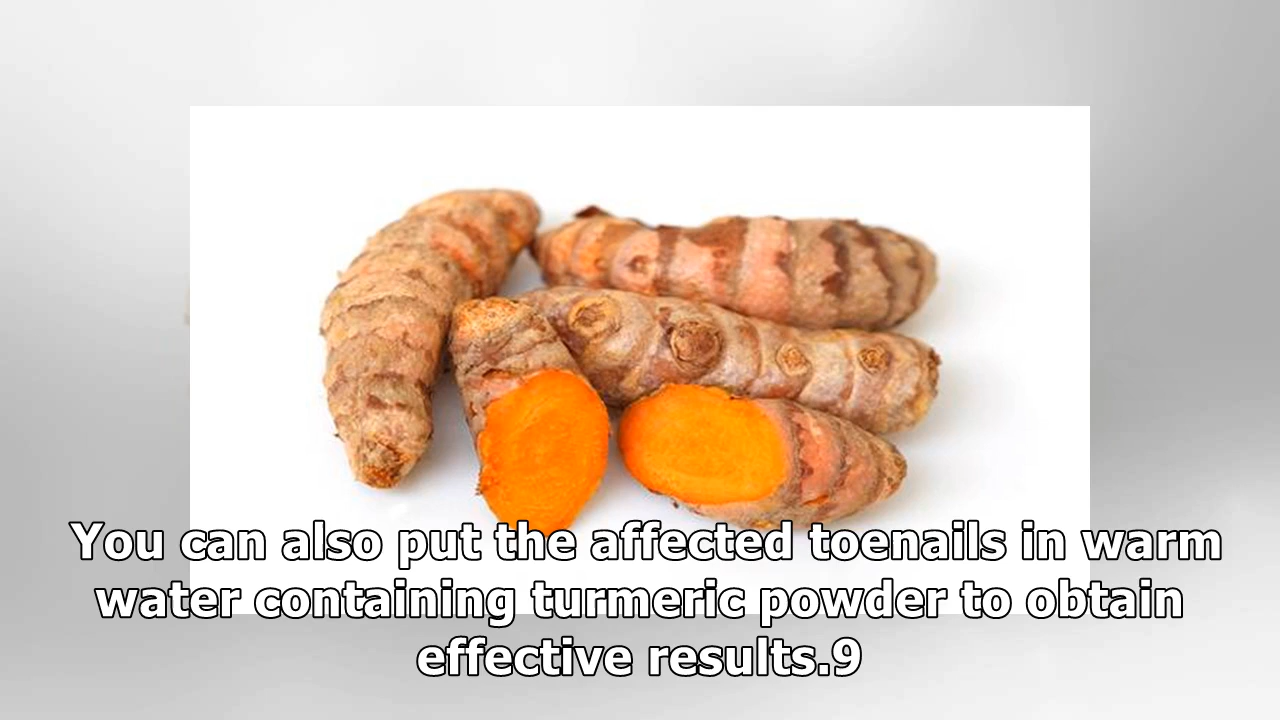 You can also put the affected toenails in warm
water containing turmeric powder to obtain
effective results.9